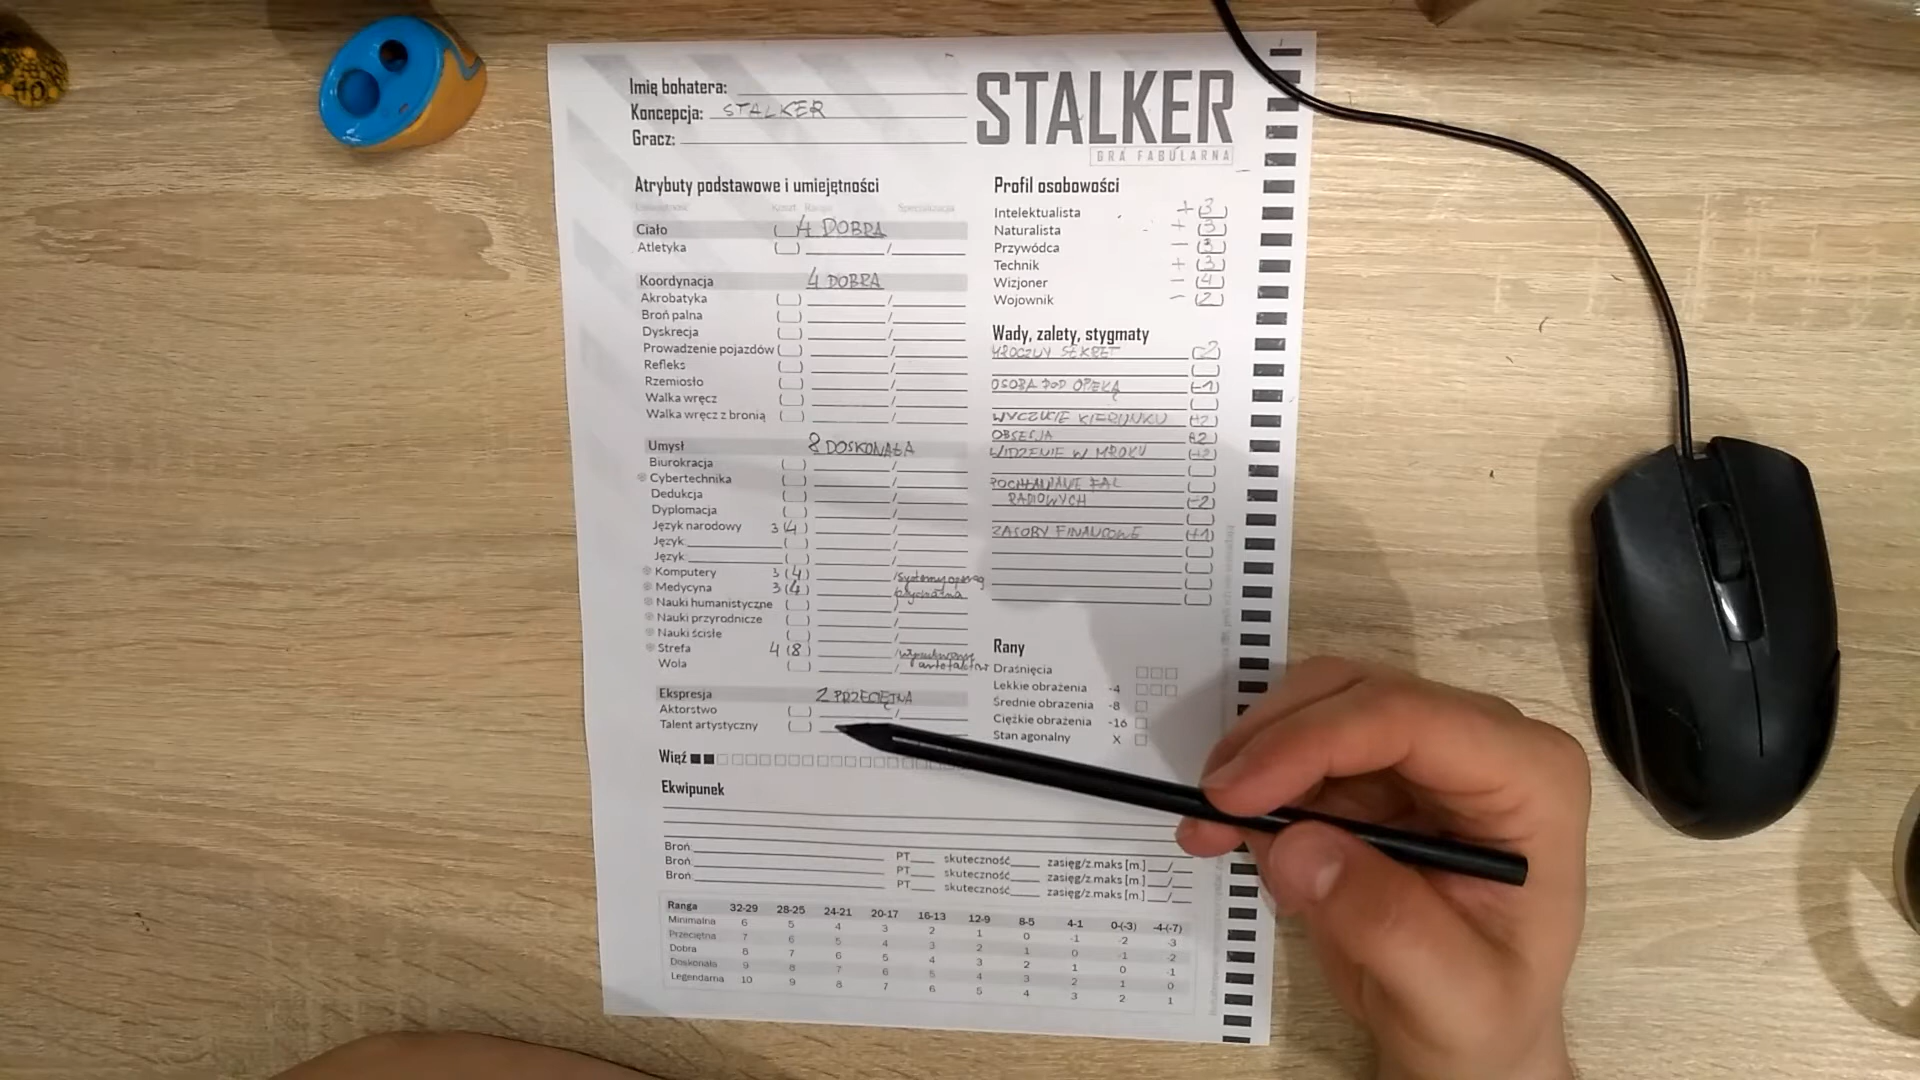 Imię bohatera:
Koncepcja: STALKER
Gracz:
STALKER
GRA FABULARNA
Atrybuty podstawowe i umiejętności
Koszt Ranga Specjalizacja
Ciało 4 DOBRA
Atletyka /
Koordynacja 4 DOBRA
Akrobatyka /
Broń palna /
Dyskrecja /
Prowadzenie pojazdów /
Refleks /
Rzemiosło /
Walka wręcz /
Walka wręcz z bronią /
Umysł 8 DOSKONAŁA
Biurokracja /
Cybertechnika /
Dedukcja /
Dyplomacja /
Język narodowy 3 (4) /
Język: /
Język: /
Komputery 3 (4) /
Medycyna 3 (4) /
Nauki humanistyczne /
Nauki przyrodnicze /
Nauki ścisłe /
Strefa 4 (8) / artefaktów
Wola /
Ekspresja 2 PRZECIĘTNA
Aktorstwo /
Talent artystyczny
Więź
Profil osobowości
Intelektualista + (3)
Naturalista + (3)
Przywódca - (3)
Technik + (3)
Wizjoner - (4)
Wojownik - (2)
Wady, zalety, stygmaty
MROCZNY SEKRET (-2)
OSOBA POD OPIEKĄ (-1)
WYCZUCIE KIERUNKU (+2)
OBSESJA
WIDZENIE W MROKU (+2)
POCHŁANIANIE FAL
RADIOWYCH (-2)
ZASOBY FINANSOWE (+1)
Rany
Draśnięcia
Lekkie obrażenia -4
Średnie obrażenia -8
Ciężkie obrażenia -16
Stan agonalny X
Ekwipunek
Broń: PT skuteczność zasięg/z.maks [m.] /
Broń: PT skuteczność zasięg/z.maks [m.] /
Broń: PT skuteczność zasięg/z.maks [m.] /
Ranga 32-29 28-25 24-21 20-17 16-13 12-9 8-5 4-1 0-(-3) -4-(-7)
Minimalna 6 5 4 3 2 1 0 -1 -2 -3
Przeciętna 7 6 5 4 3 2 1 0 -1 -2
Dobra 8 7 6 5 4 3 2 1 0 -1
Doskonała 9 8 7 6 5 4 3 2 1 0
Legendarna 10 9 8 7 6 5 4 3 2 1